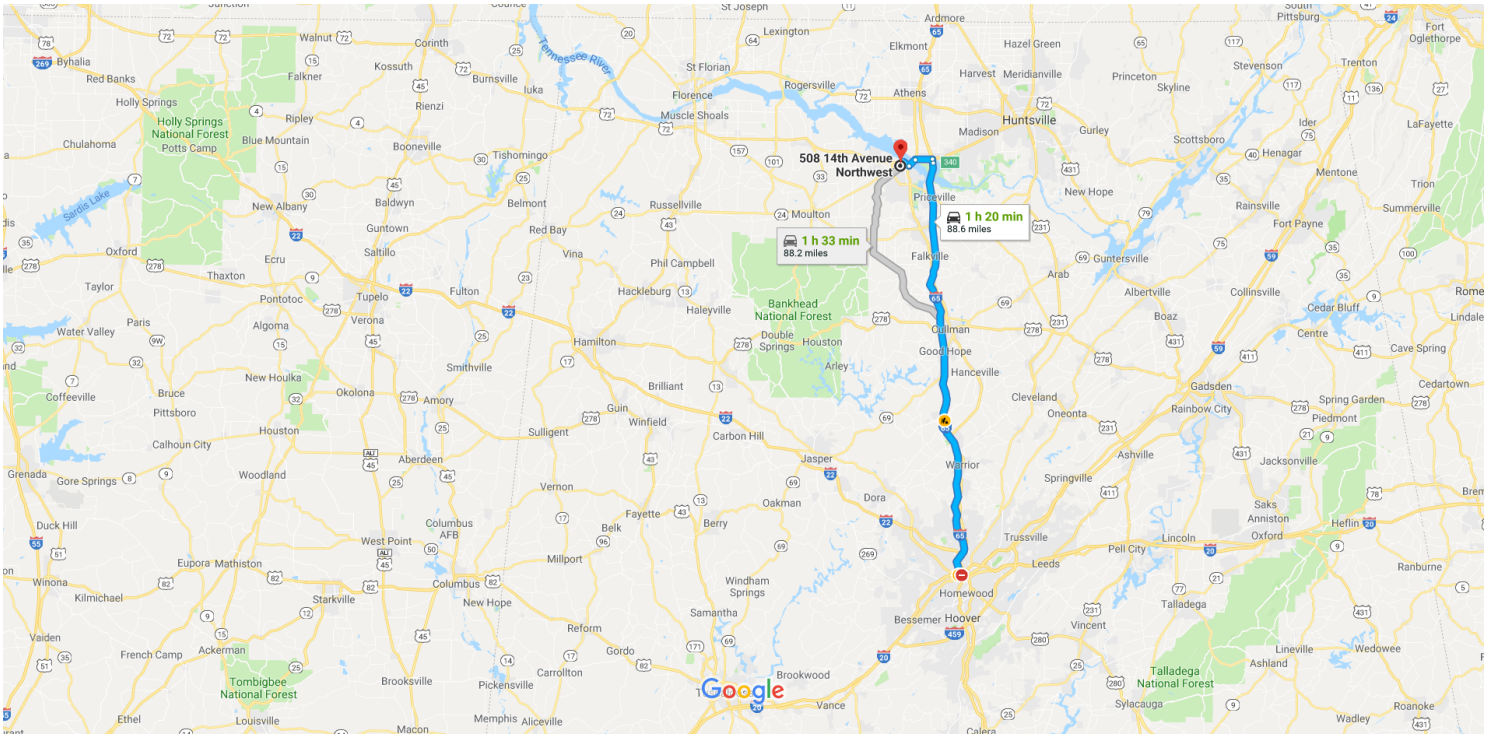 St Joseph
South
Pittsburg
Fort
Oglethorpe
Ardmore
Walnut
Corinth
Lexington
Elkmont
Hazel Green
Byhalia
Red Banks
Falkner
Kossuth
Burnsville
Iuka
Tennessee River
St Florian
Rogersville
Athens
Harvest
Meridianville
Princeton
Skyline
Stevenson
Trenton
Holly Springs
Holly Springs
National Forest
Potts Camp
Ripley
Rienzi
Florence
Muscle Shoals
Huntsville
Madison
Gurley
Scottsboro
Ider
LaFayette
Chulahoma
Blue Mountain
Booneville
Tishomingo
508 14th Avenue
Northwest
340
Henagar
Mentone
Sardis Lake
New Albany
Baldwyn
Belmont
Russellville
Moulton
Priceville
New Hope
Rainsville
Trion
Summerville
Fort Payne
1 h 20 min
88.6 miles
1 h 33 min
88.2 miles
Oxford
Ecru
Guntown
Saltillo
Red Bay
Vina
Phil Campbell
Falkville
Guntersville
Arab
Taylor
Thaxton
Pontotoc
Tupelo
Fulton
Hackleburg
Haleyville
Bankhead
National Forest
Albertville
Collinsville
Rome
Water Valley
Paris
Algoma
Verona
Hamilton
Double
Springs
Houston
Cullman
Boaz
Cedar Bluff
Centre
Lindale
Good Hope
Cave Spring
Coffeeville
Bruce
New Houlka
Okolona
Smithville
Brilliant
Arley
Hanceville
Gadsden
Cedartown
Pittsboro
Houston
Amory
Guin
Winfield
Cleveland
Oneonta
Rainbow City
Spring Garden
Piedmont
Calhoun City
Sulligent
Carbon Hill
Grenada
Gore Springs
Woodland
Aberdeen
Jasper
Warrior
Springville
Ashville
Jacksonville
Vernon
Oakman
Dora
Saks
Anniston
Oxford
Heflin
Duck Hill
Columbus
AFB
Fayette
Belk
Berry
Trussville
Pell City
Lincoln
West Point
Eupora
Mathiston
Millport
Leeds
Ranburne
Winona
Kilmichael
Starkville
Columbus
New Hope
Windham
Springs
Homewood
Talladega
Samantha
Bessemer
Hoover
Vincent
Vaiden
French Camp
Ackerman
Reform
Gordo
Lineville
Ashland
Wedowee
Tombigbee
National Forest
Brooksville
Pickensville
Carrollton
Brookwood
Talladega
National Forest
Google
Vance
Sylacauga
Roanoke
Ethel
Louisville
Macon
Memphis
Aliceville
Calera
Wadley